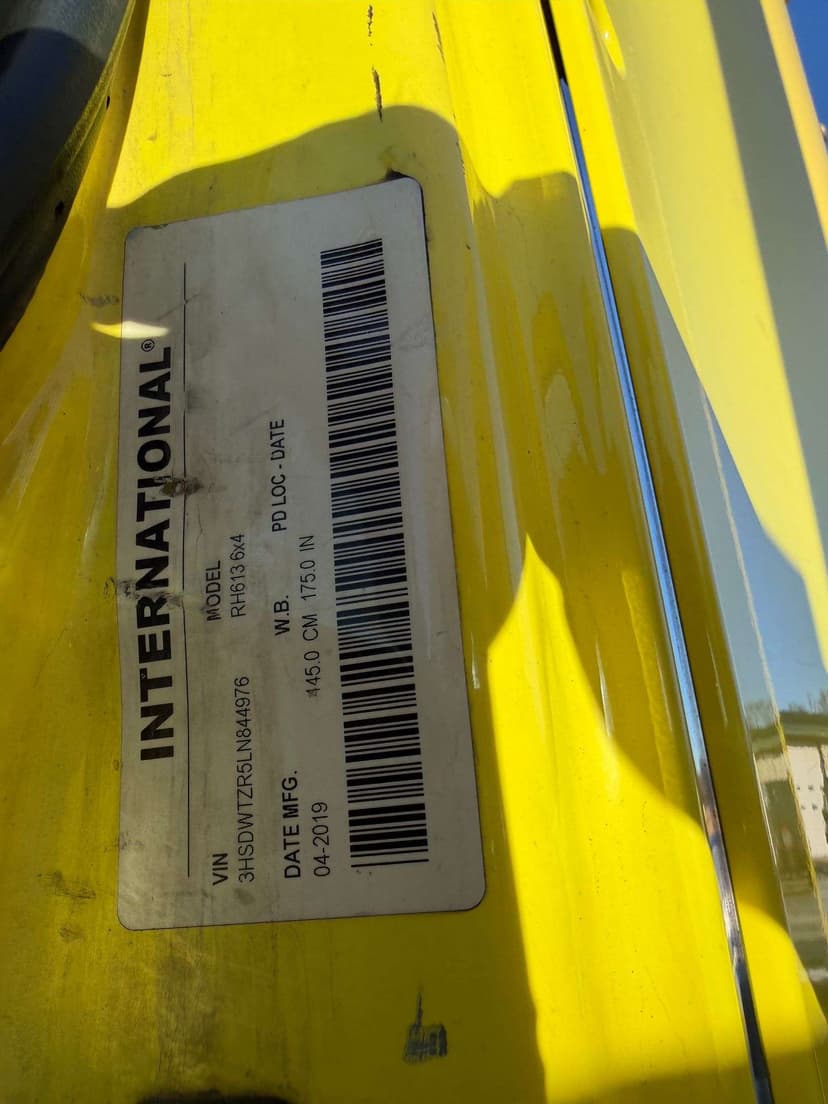 INTERNATIONAL®
VIN MODEL
3HSDWTZR5LN844976 RH613 6x4
DATE MFG. W.B. PD LOC - DATE
04-2019 445.0 CM 175.0 IN